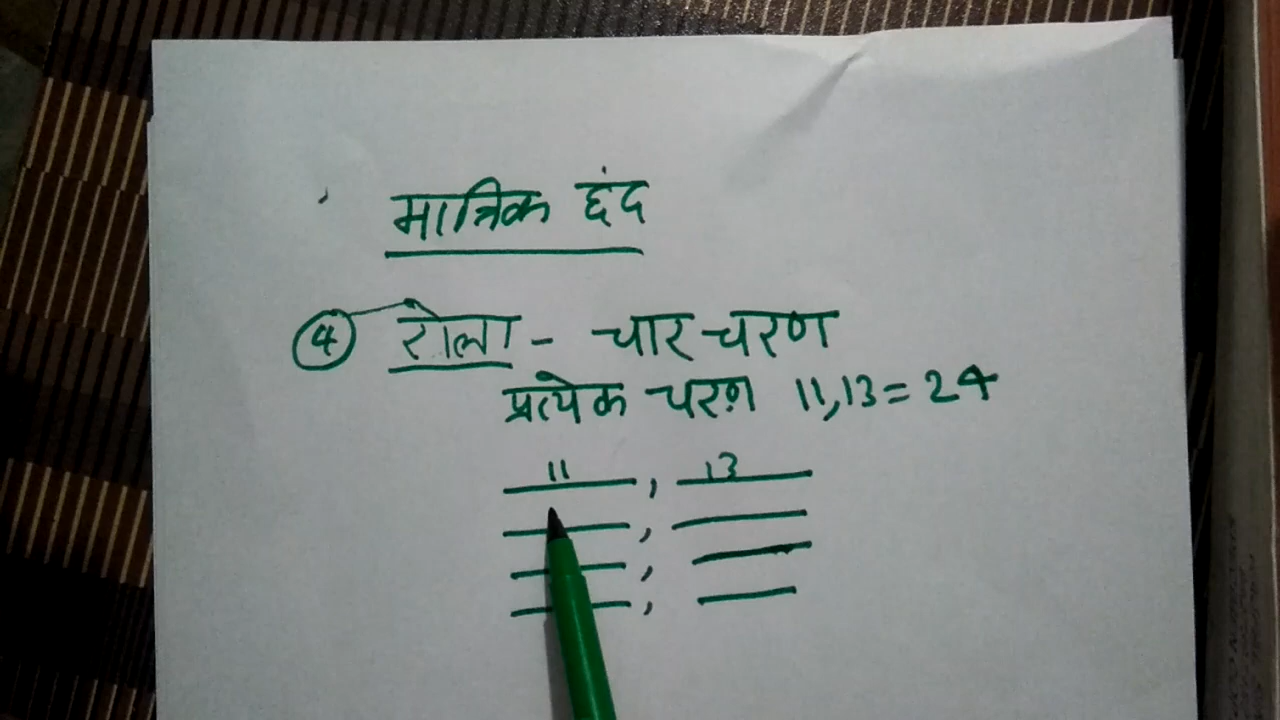 मात्रिक छंद
④ रोला - चार चरण
प्रत्येक चरण 11,13 = 24
11 , 13